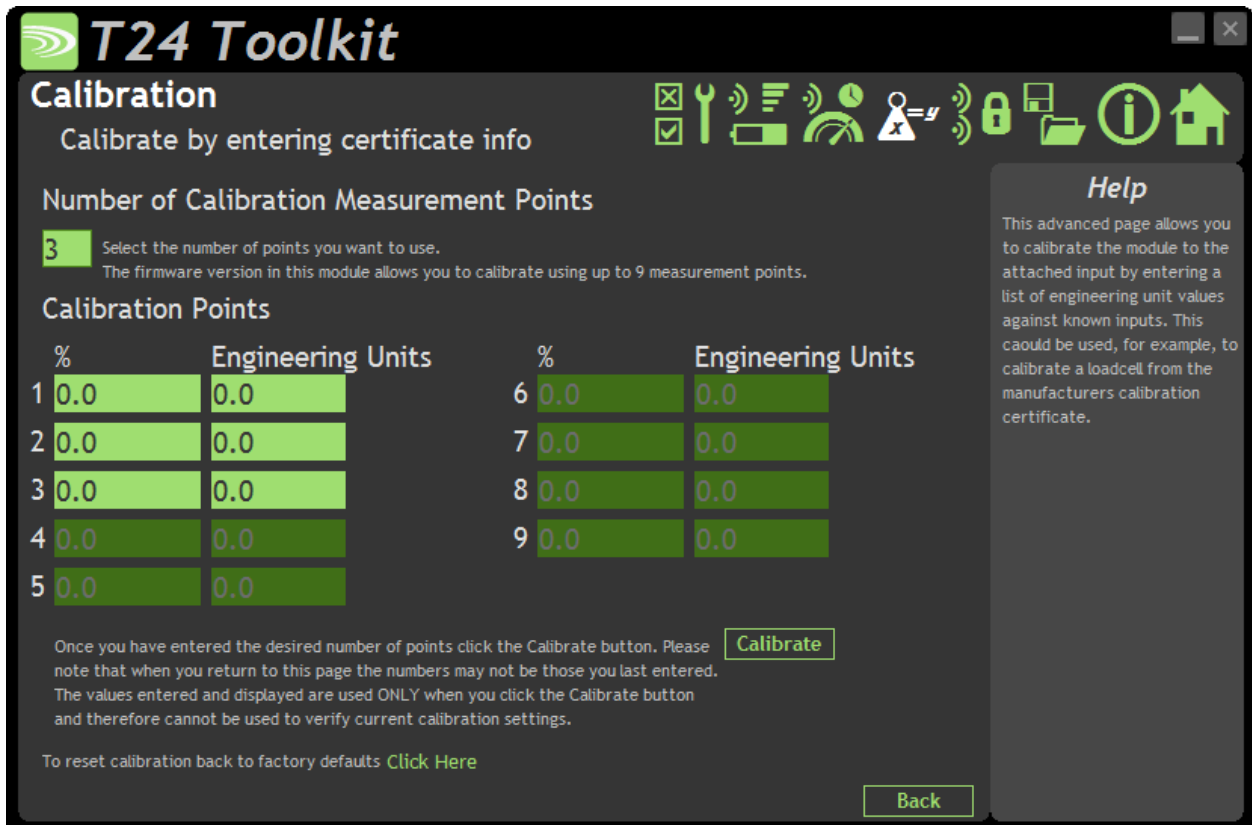 T24 Toolkit
Calibration
Calibrate by entering certificate info
x=y
Number of Calibration Measurement Points
3
Select the number of points you want to use.
The firmware version in this module allows you to calibrate using up to 9 measurement points.
Calibration Points
% Engineering Units % Engineering Units
1 0.0 0.0 6 0.0 0.0
2 0.0 0.0 7 0.0 0.0
3 0.0 0.0 8 0.0 0.0
4 0.0 0.0 9 0.0 0.0
5 0.0 0.0
Once you have entered the desired number of points click the Calibrate button. Please
note that when you return to this page the numbers may not be those you last entered.
The values entered and displayed are used ONLY when you click the Calibrate button
and therefore cannot be used to verify current calibration settings.
Calibrate
To reset calibration back to factory defaults Click Here
Back
Help
This advanced page allows you
to calibrate the module to the
attached input by entering a
list of engineering unit values
against known inputs. This
caould be used, for example, to
calibrate a loadcell from the
manufacturers calibration
certificate.